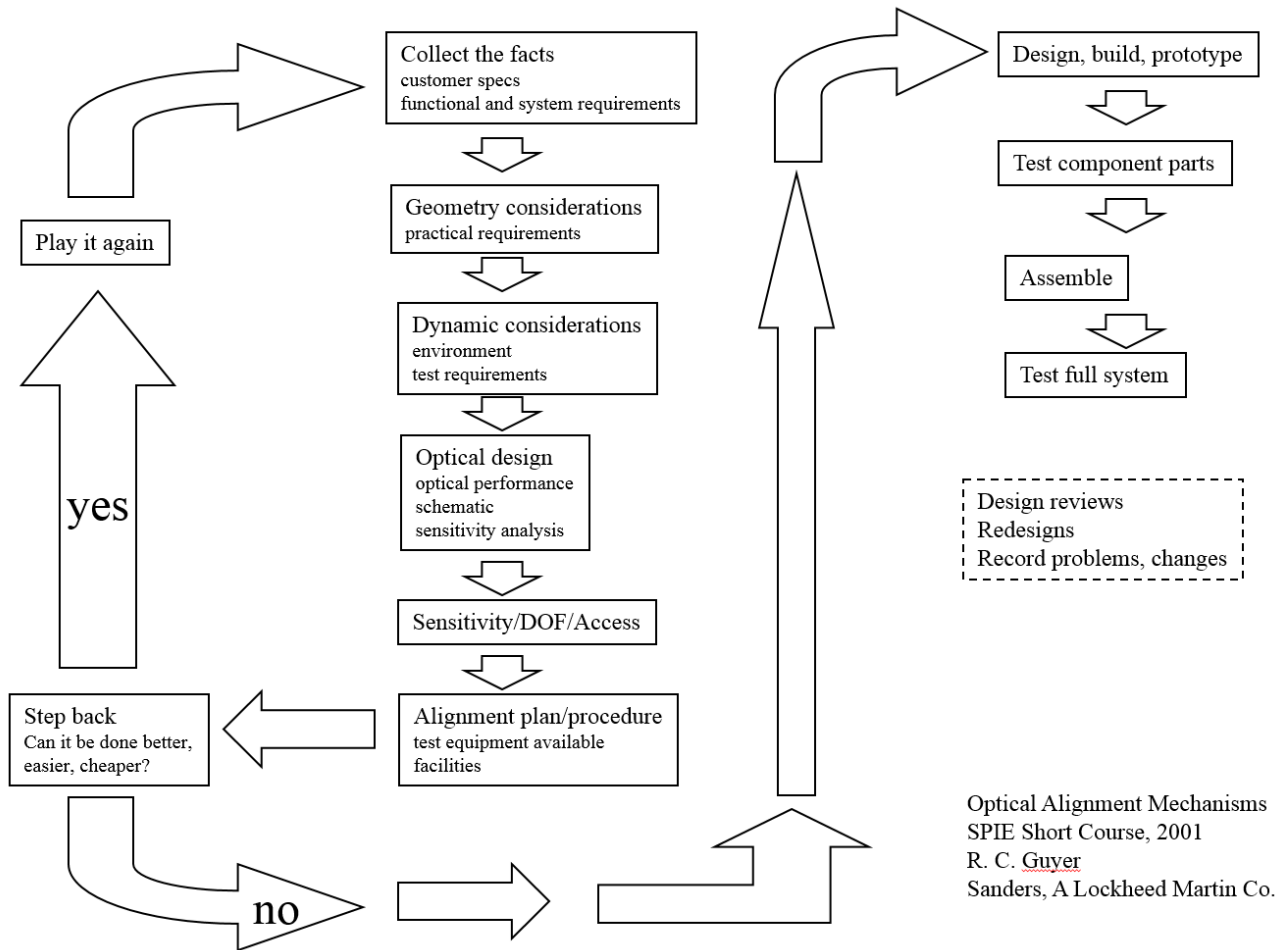 Collect the facts
customer specs
functional and system requirements
Geometry considerations
practical requirements
Dynamic considerations
environment
test requirements
Optical design
optical performance
schematic
sensitivity analysis
Sensitivity/DOF/Access
Alignment plan/procedure
test equipment available
facilities
Step back
Can it be done better,
easier, cheaper?
yes
Play it again
no
Design, build, prototype
Test component parts
Assemble
Test full system
Design reviews
Redesigns
Record problems, changes
Optical Alignment Mechanisms
SPIE Short Course, 2001
R. C. Guyer
Sanders, A Lockheed Martin Co.